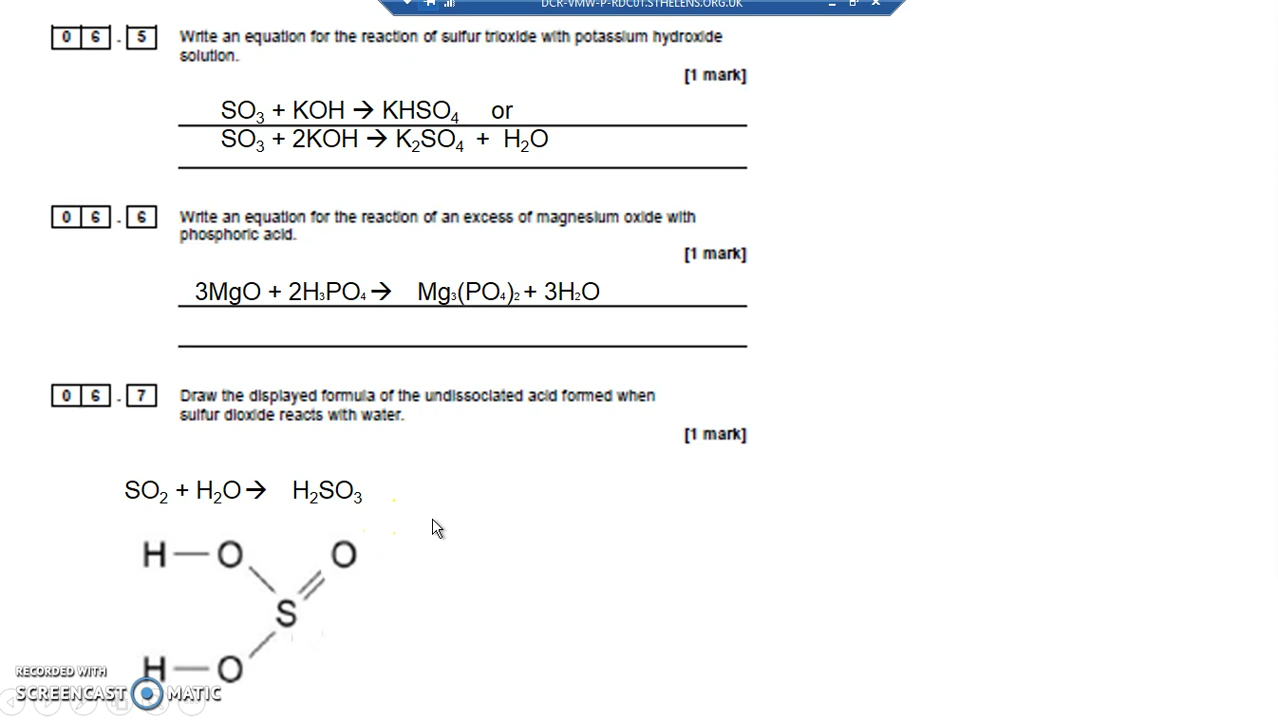 DCR-VMW-P-RDC01.STHELENS.ORG.UK
0 6 . 5 Write an equation for the reaction of sulfur trioxide with potassium hydroxide
solution.
[1 mark]
SO₃ + KOH → KHSO₄ or
SO₃ + 2KOH → K₂SO₄ + H₂O
0 6 . 6 Write an equation for the reaction of an excess of magnesium oxide with
phosphoric acid.
[1 mark]
3MgO + 2H₃PO₄ → Mg₃(PO₄)₂ + 3H₂O
0 6 . 7 Draw the displayed formula of the undissociated acid formed when
sulfur dioxide reacts with water.
[1 mark]
SO₂ + H₂O → H₂SO₃
H — O O
S
H — O
RECORDED WITH
SCREENCAST MATIC